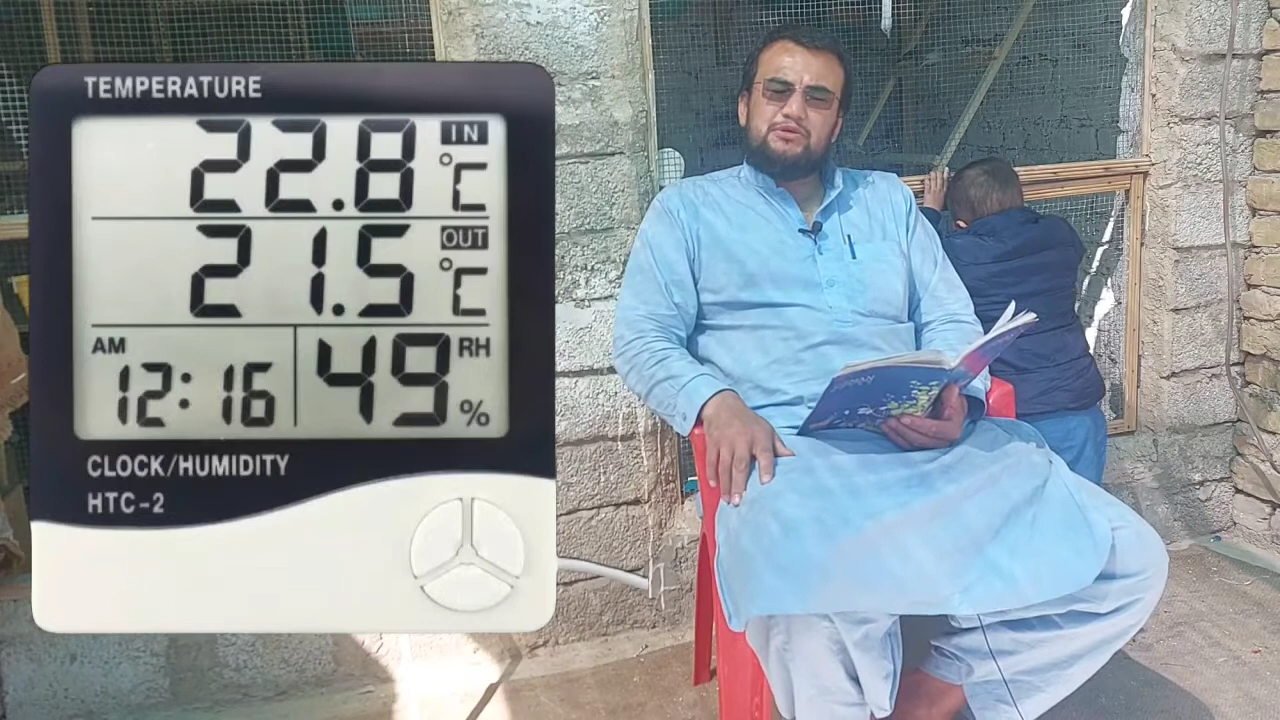 TEMPERATURE
22.8 °C IN
21.5 °C OUT
AM 12:16 49 RH %
CLOCK/HUMIDITY
HTC-2